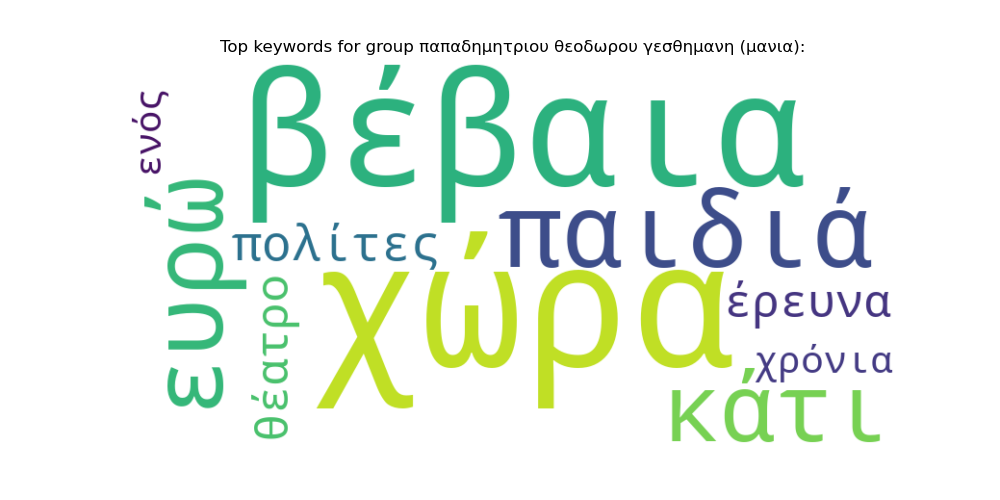 Top keywords for group παπαδημητριου θεοδωρου γεσθημανη (μανια):
βέβαια
ενός
ευρώ
πολίτες
παιδιά
χώρα
έρευνα
θέατρο
χρόνια
κάτι